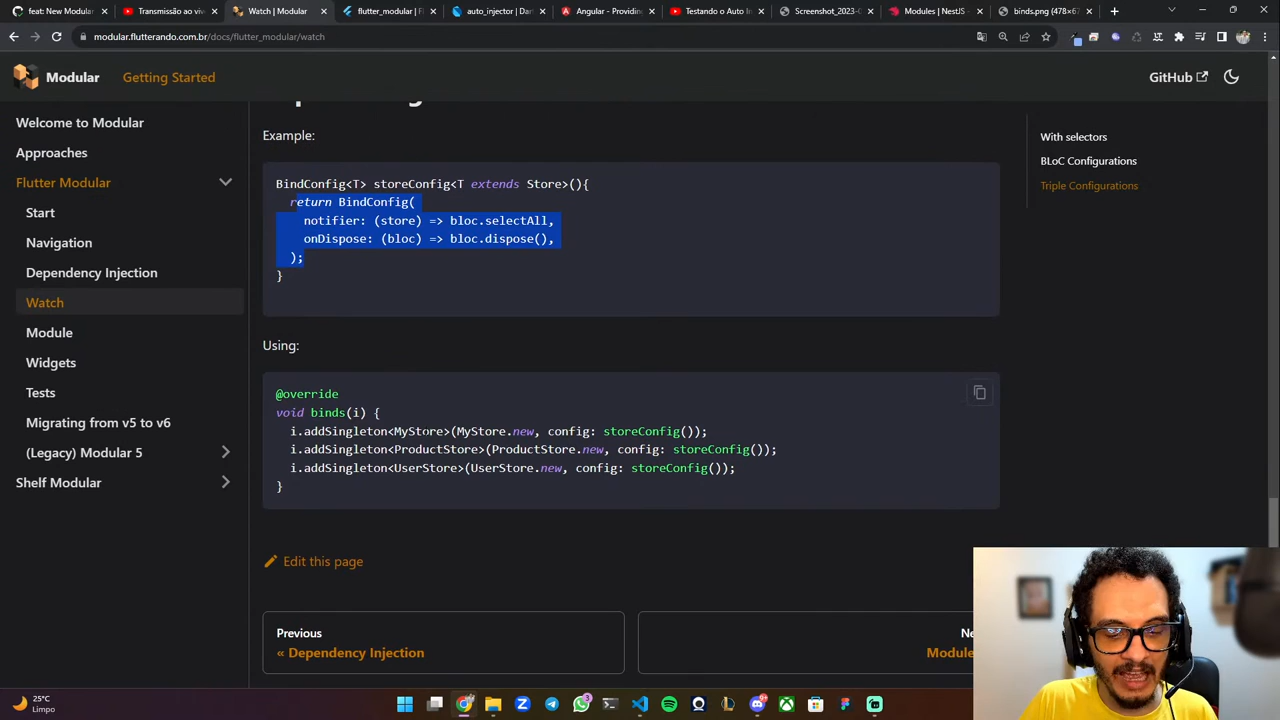 feat: New Modular
Transmissão ao viv
Watch | Modular
flutter_modular | Fl
auto_injector | Dar
Angular - Providin
Testando o Auto In
Screenshot_2023-0
Modules | NestJS -
binds.png (478×67
modular.flutterando.com.br/docs/flutter_modular/watch
Modular
Getting Started
GitHub
Welcome to Modular
Approaches
Flutter Modular
Start
Navigation
Dependency Injection
Watch
Module
Widgets
Tests
Migrating from v5 to v6
(Legacy) Modular 5
Shelf Modular
Example:
BindConfig<T> storeConfig<T extends Store>(){
return BindConfig(
notifier: (store) => bloc.selectAll,
onDispose: (bloc) => bloc.dispose(),
);
}
Using:
@override
void binds(i) {
i.addSingleton<MyStore>(MyStore.new, config: storeConfig());
i.addSingleton<ProductStore>(ProductStore.new, config: storeConfig());
i.addSingleton<UserStore>(UserStore.new, config: storeConfig());
}
Edit this page
Previous
« Dependency Injection
Ne
Module
With selectors
BLoC Configurations
Triple Configurations
25°C
Limpo